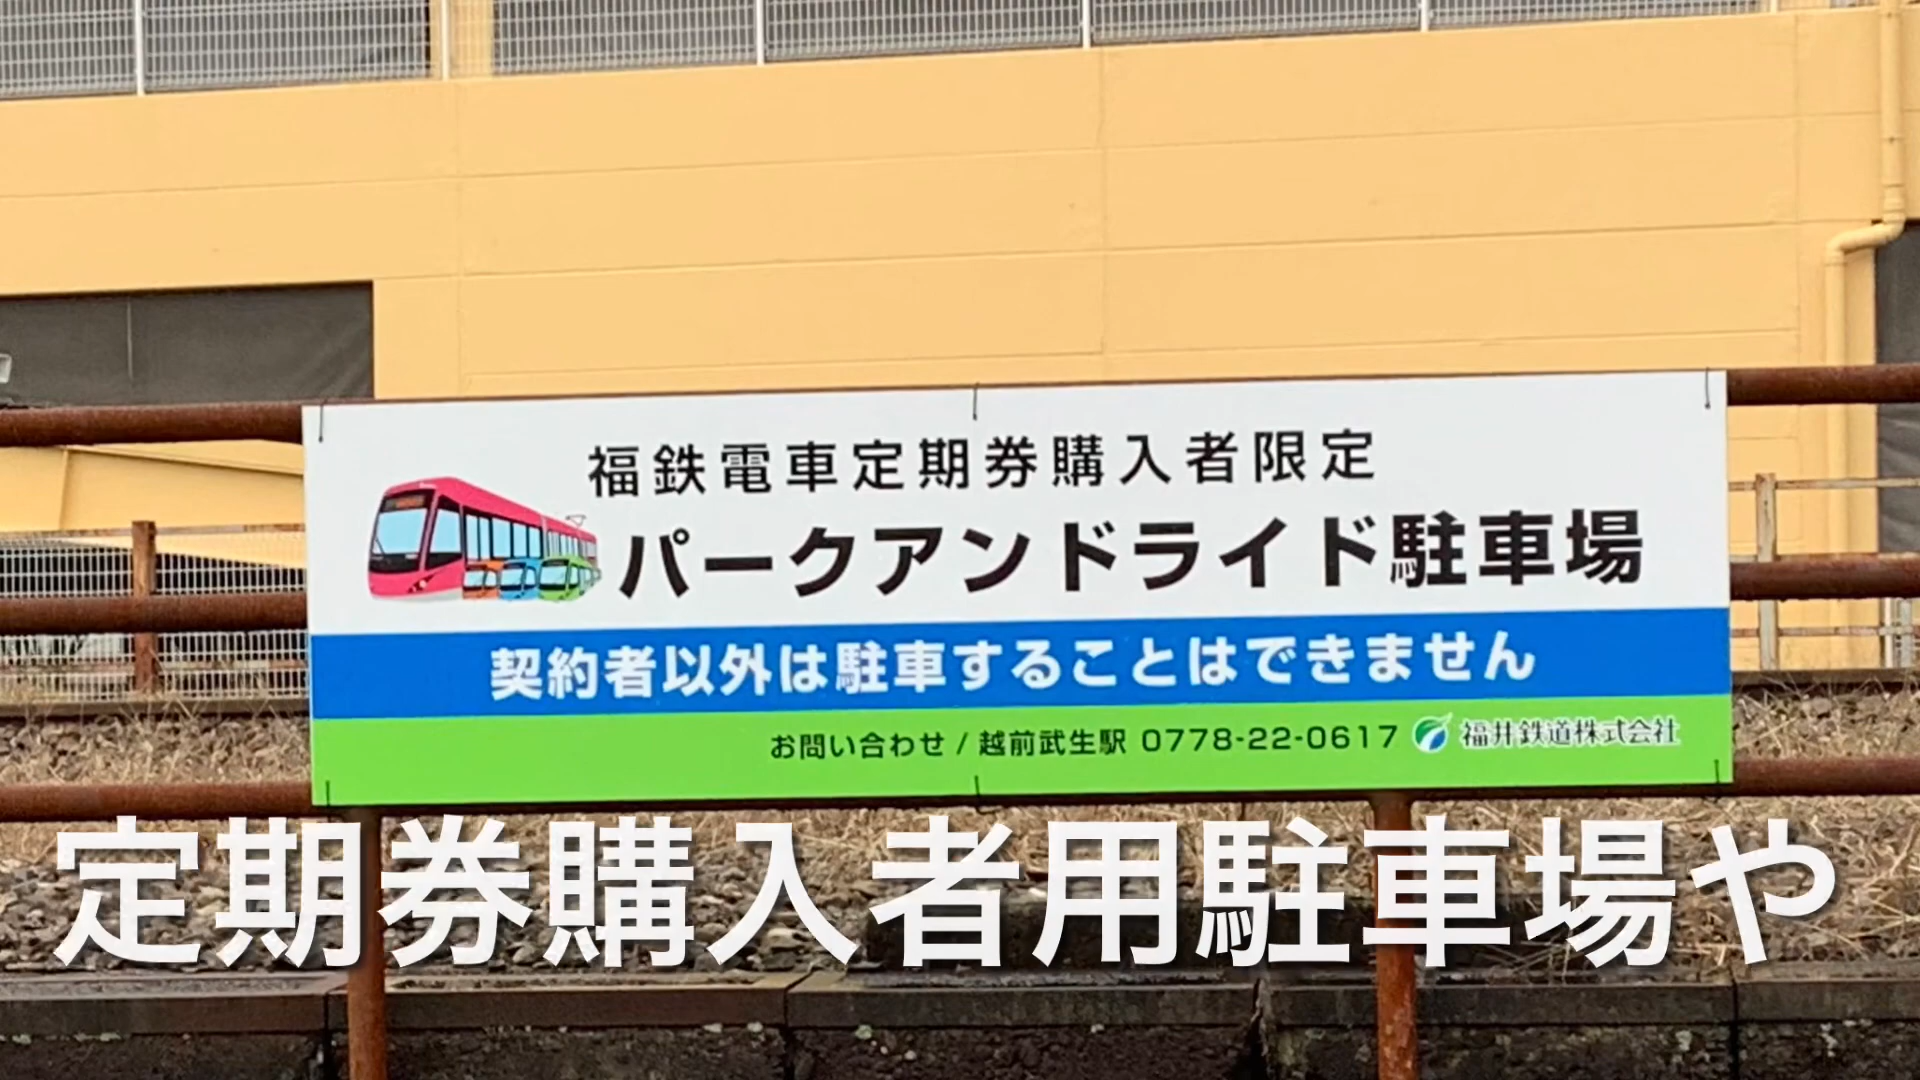 福鉄電車定期券購入者限定
パークアンドライド駐車場
契約者以外は駐車することはできません
お問い合わせ / 越前武生駅 0778-22-0617 福井鉄道株式会社
定期券購入者用駐車場や